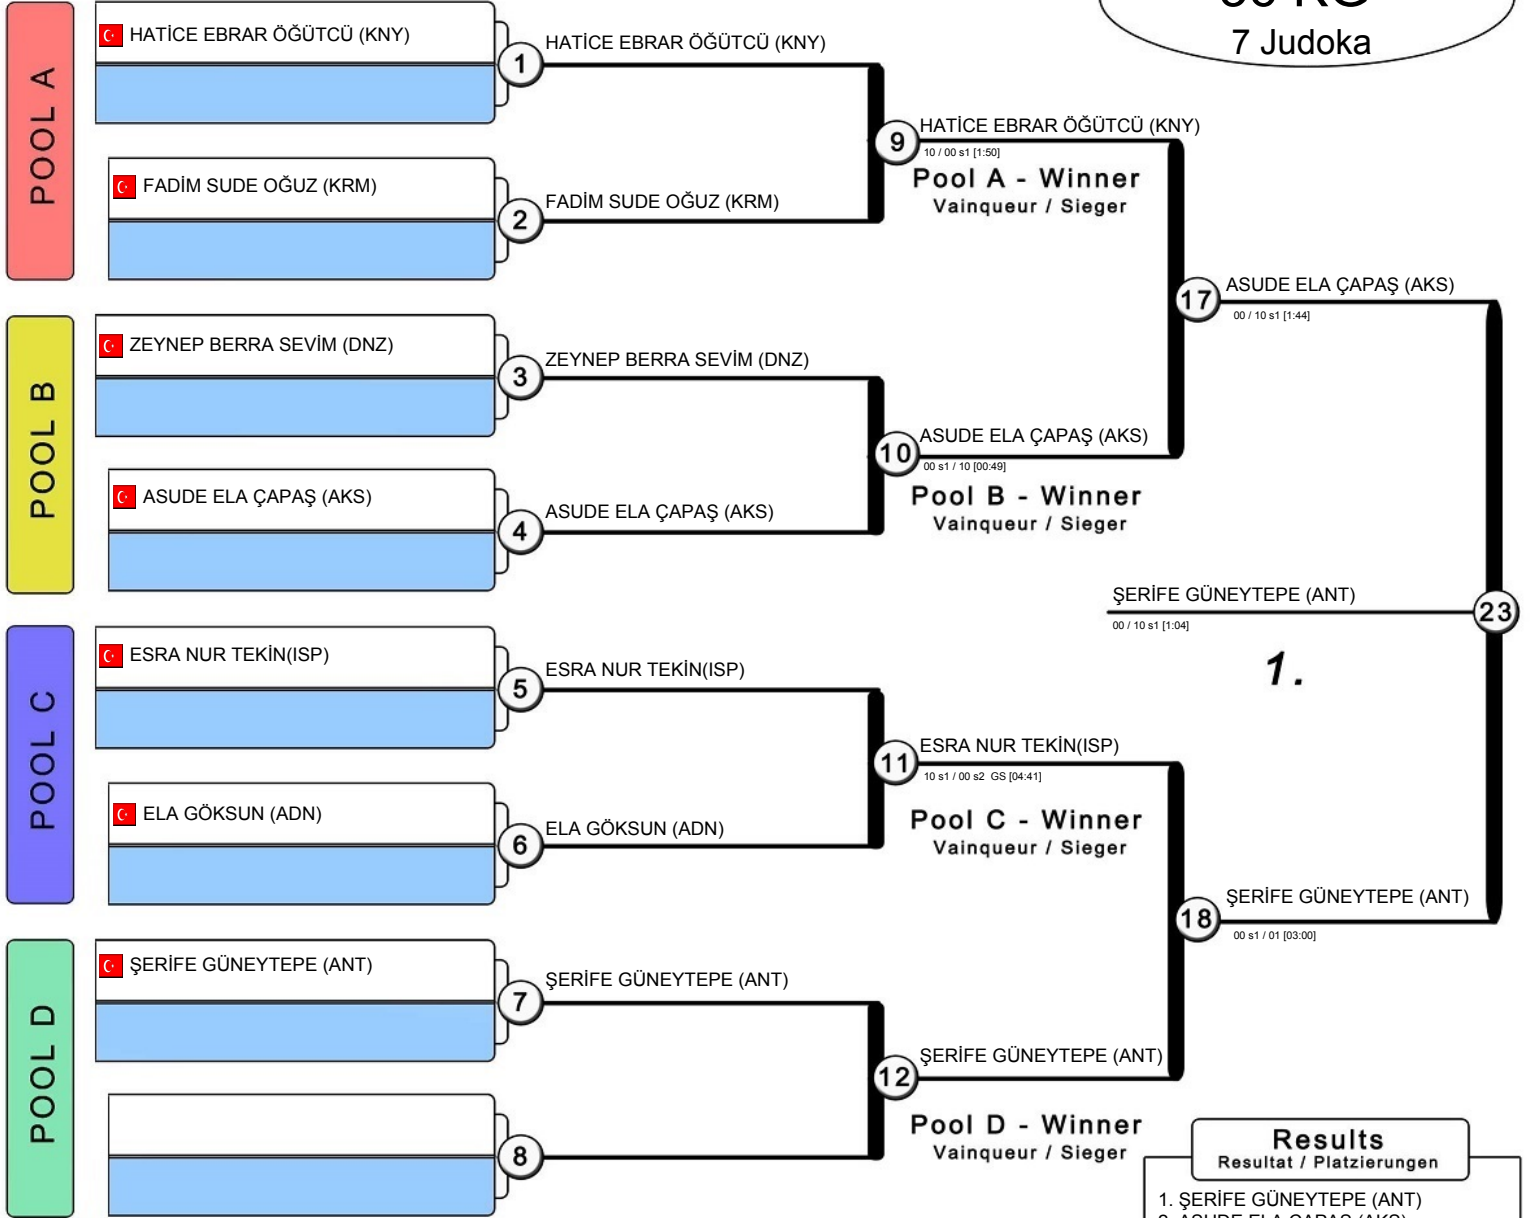 KG
7 Judoka
POOL A
HATİCE EBRAR ÖĞÜTCÜ (KNY)
1
HATİCE EBRAR ÖĞÜTCÜ (KNY)
FADİM SUDE OĞUZ (KRM)
2
FADİM SUDE OĞUZ (KRM)
9
HATİCE EBRAR ÖĞÜTCÜ (KNY)
10 / 00 s1 [1:50]
Pool A - Winner
Vainqueur / Sieger
POOL B
ZEYNEP BERRA SEVİM (DNZ)
3
ZEYNEP BERRA SEVİM (DNZ)
ASUDE ELA ÇAPAŞ (AKS)
4
ASUDE ELA ÇAPAŞ (AKS)
10
ASUDE ELA ÇAPAŞ (AKS)
00 s1 / 10 [00:49]
Pool B - Winner
Vainqueur / Sieger
17
ASUDE ELA ÇAPAŞ (AKS)
00 / 10 s1 [1:44]
ŞERİFE GÜNEYTEPE (ANT)
23
00 / 10 s1 [1:04]
1.
POOL C
ESRA NUR TEKİN(ISP)
5
ESRA NUR TEKİN(ISP)
ELA GÖKSUN (ADN)
6
ELA GÖKSUN (ADN)
11
ESRA NUR TEKİN(ISP)
10 s1 / 00 s2 GS [04:41]
Pool C - Winner
Vainqueur / Sieger
18
ŞERİFE GÜNEYTEPE (ANT)
00 s1 / 01 [03:00]
POOL D
ŞERİFE GÜNEYTEPE (ANT)
7
ŞERİFE GÜNEYTEPE (ANT)
8
12
ŞERİFE GÜNEYTEPE (ANT)
Pool D - Winner
Vainqueur / Sieger
Results
Resultat / Platzierungen
1. ŞERİFE GÜNEYTEPE (ANT)
2. ASUDE ELA ÇAPAŞ (AKS)